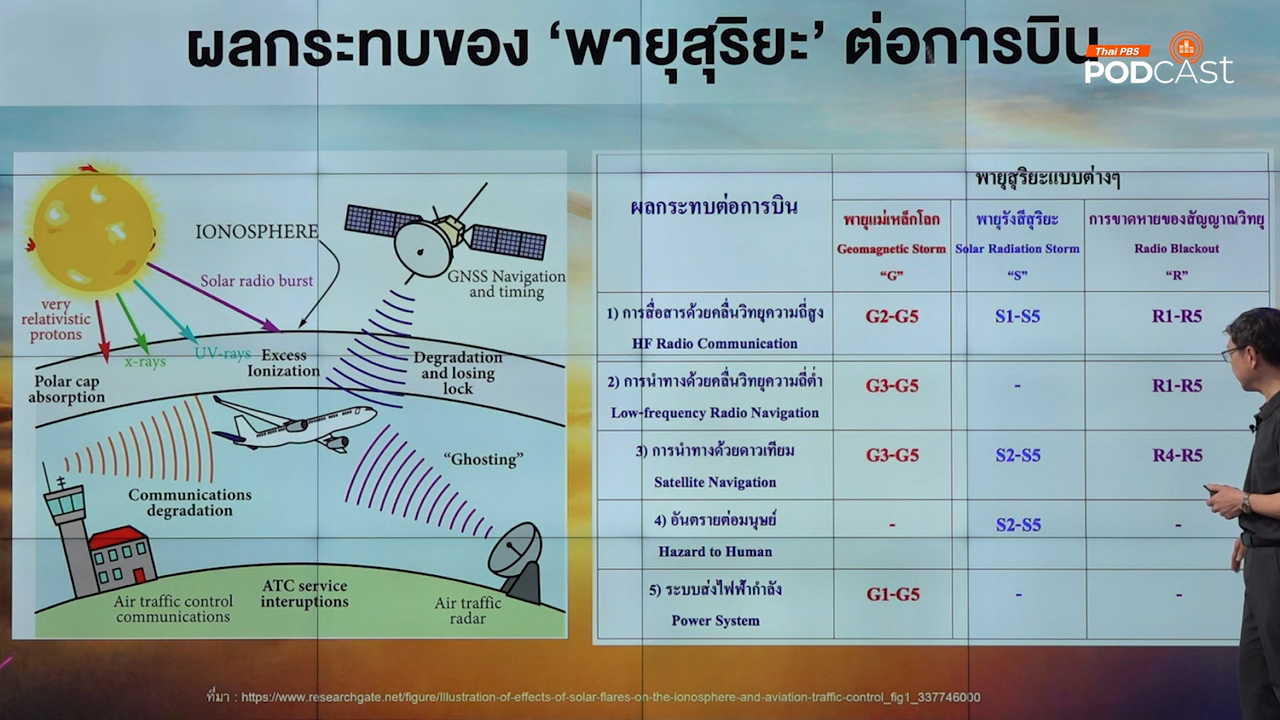 ผลกระทบของ ‘พายุสุริยะ’ ต่อการบิน
Thai PBS
PODCAST
IONOSPHERE
Solar radio burst
very
relativistic
protons
x-rays
UV-rays
GNSS Navigation
and timing
Excess
Ionization
Degradation
and losing
lock
Polar cap
absorption
“Ghosting”
Communications
degradation
ATC service
interuptions
Air traffic control
communications
Air traffic
radar
ผลกระทบต่อการบิน
พายุสุริยะแบบต่างๆ
พายุแม่เหล็กโลก
Geomagnetic Storm
“G”
พายุรังสีสุริยะ
Solar Radiation Storm
“S”
การขาดหายของสัญญาณวิทยุ
Radio Blackout
“R”
1) การสื่อสารด้วยคลื่นวิทยุความถี่สูง
HF Radio Communication
G2-G5 S1-S5 R1-R5
2) การนำทางด้วยคลื่นวิทยุความถี่ต่ำ
Low-frequency Radio Navigation
G3-G5 - R1-R5
3) การนำทางด้วยดาวเทียม
Satellite Navigation
G3-G5 S2-S5 R4-R5
4) อันตรายต่อมนุษย์
Hazard to Human
- S2-S5 -
5) ระบบส่งไฟฟ้ากำลัง
Power System
G1-G5 - -
ที่มา : https://www.researchgate.net/figure/Illustration-of-effects-of-solar-flares-on-the-ionosphere-and-aviation-traffic-control_fig1_337746000